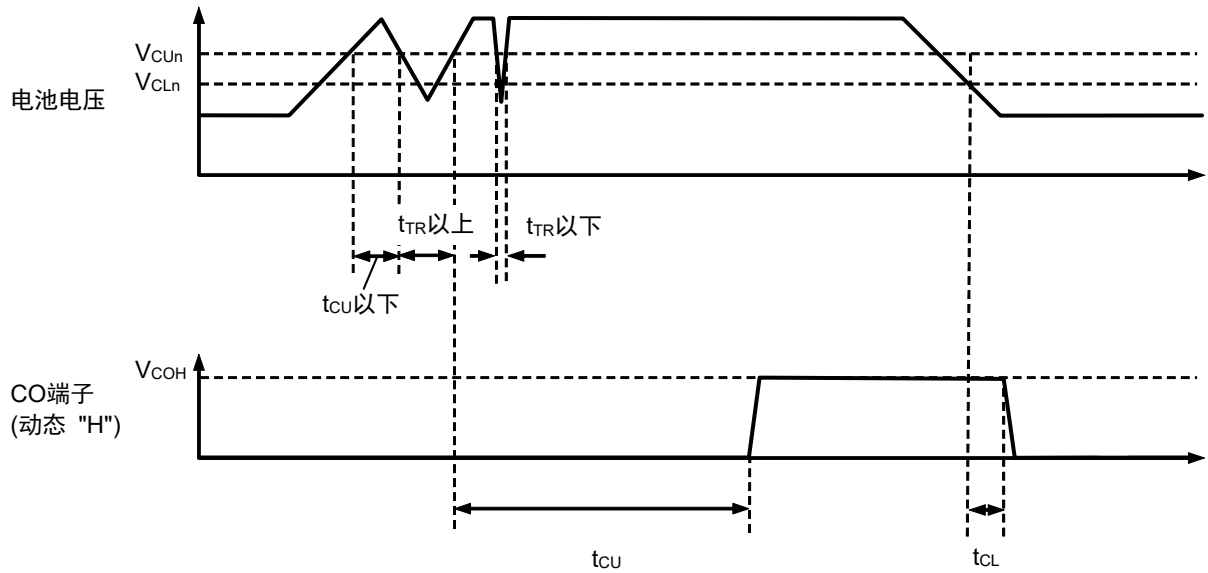 VCUn
VCLn
电池电压
tTR以上
tTR以下
tCU以下
VCOH
CO端子
(动态 "H")
tCU
tCL